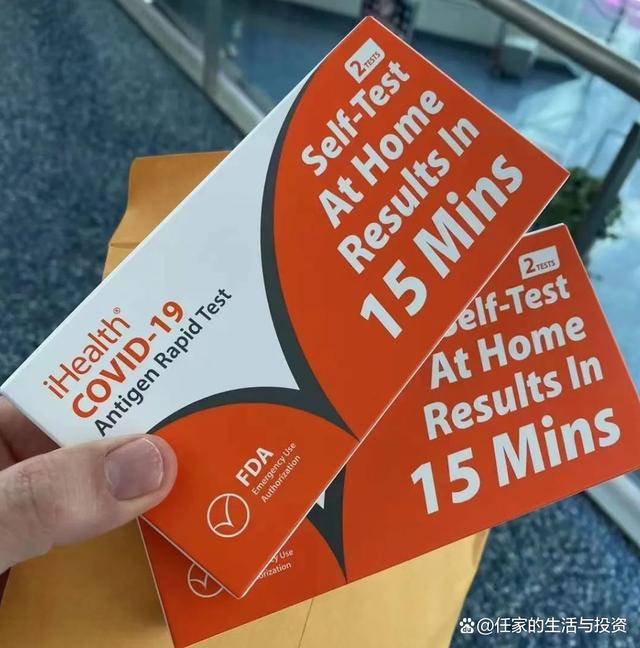 2 TESTS
Self-Test
At Home
Results In
15 Mins
iHealth®
COVID-19
Antigen Rapid Test
FDA
Emergency Use
Authorization
2 TESTS
Self-Test
At Home
Results In
15 Mins
Use
@任家的生活与投资